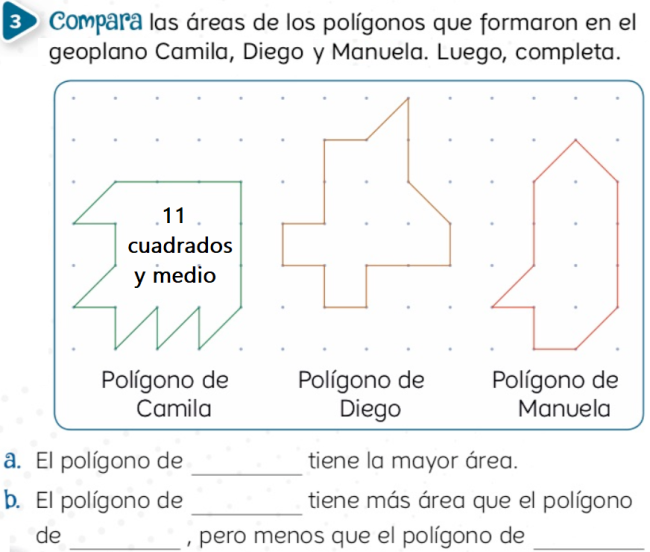 3 Compara las áreas de los polígonos que formaron en el
geoplano Camila, Diego y Manuela. Luego, completa.
11
cuadrados
y medio
Polígono de
Camila
Polígono de
Diego
Polígono de
Manuela
a. El polígono de __________ tiene la mayor área.
b. El polígono de __________ tiene más área que el polígono
de __________, pero menos que el polígono de __________